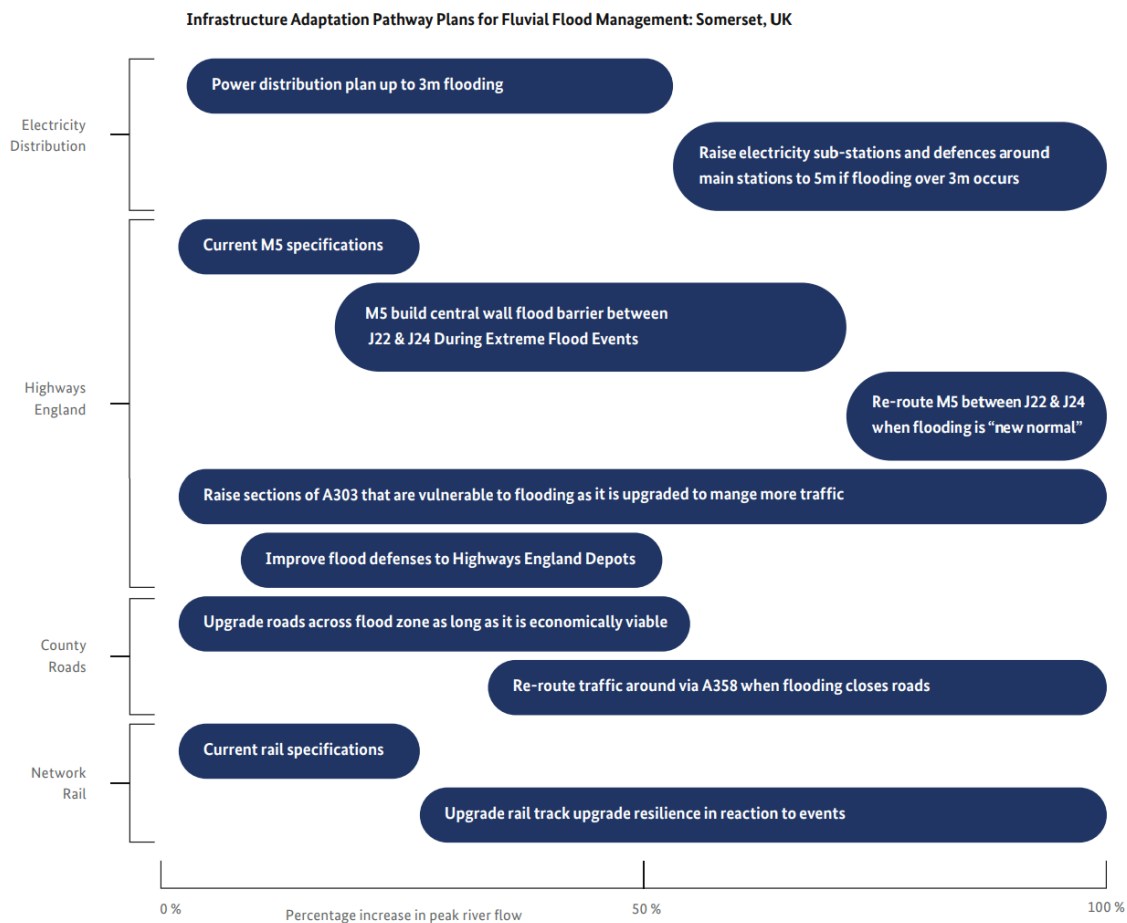 Infrastructure Adaptation Pathway Plans for Fluvial Flood Management: Somerset, UK
Electricity
Distribution
Power distribution plan up to 3m flooding
Raise electricity sub-stations and defences around
main stations to 5m if flooding over 3m occurs
Highways
England
Current M5 specifications
M5 build central wall flood barrier between
J22 & J24 During Extreme Flood Events
Re-route M5 between J22 & J24
when flooding is “new normal”
Raise sections of A303 that are vulnerable to flooding as it is upgraded to mange more traffic
Improve flood defenses to Highways England Depots
County
Roads
Upgrade roads across flood zone as long as it is economically viable
Re-route traffic around via A358 when flooding closes roads
Network
Rail
Current rail specifications
Upgrade rail track upgrade resilience in reaction to events
0 %
50 %
100 %
Percentage increase in peak river flow